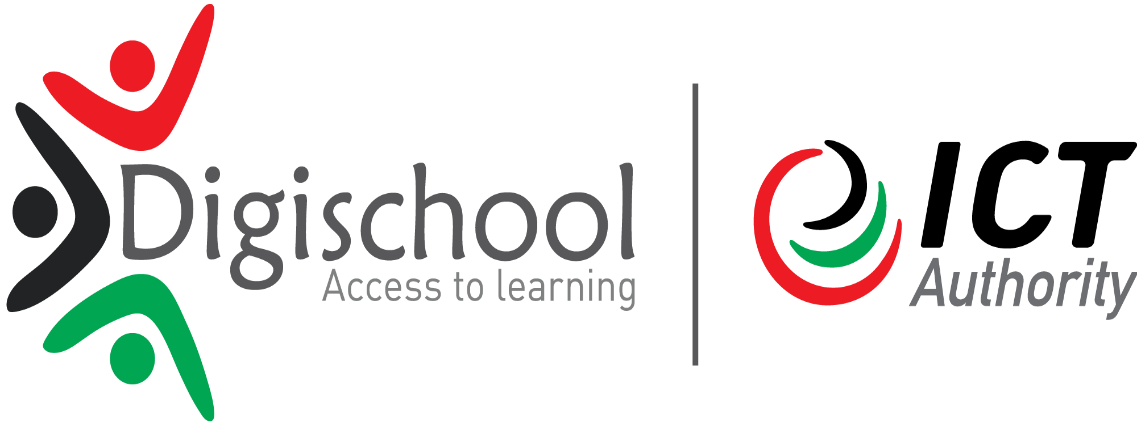 Digischool
Access to learning
ICT
Authority